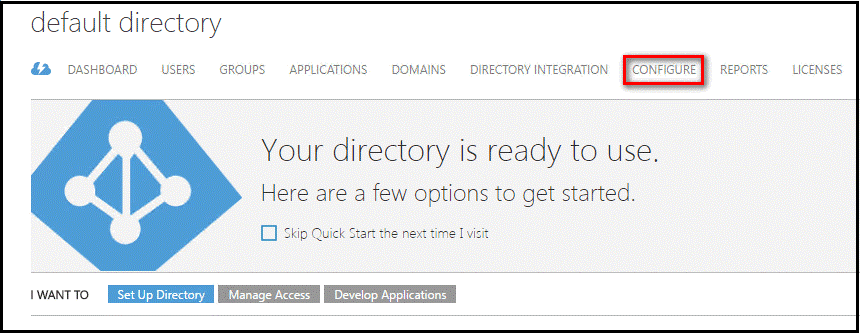 default directory
DASHBOARD USERS GROUPS APPLICATIONS DOMAINS DIRECTORY INTEGRATION CONFIGURE REPORTS LICENSES
Your directory is ready to use.
Here are a few options to get started.
Skip Quick Start the next time I visit
I WANT TO Set Up Directory Manage Access Develop Applications